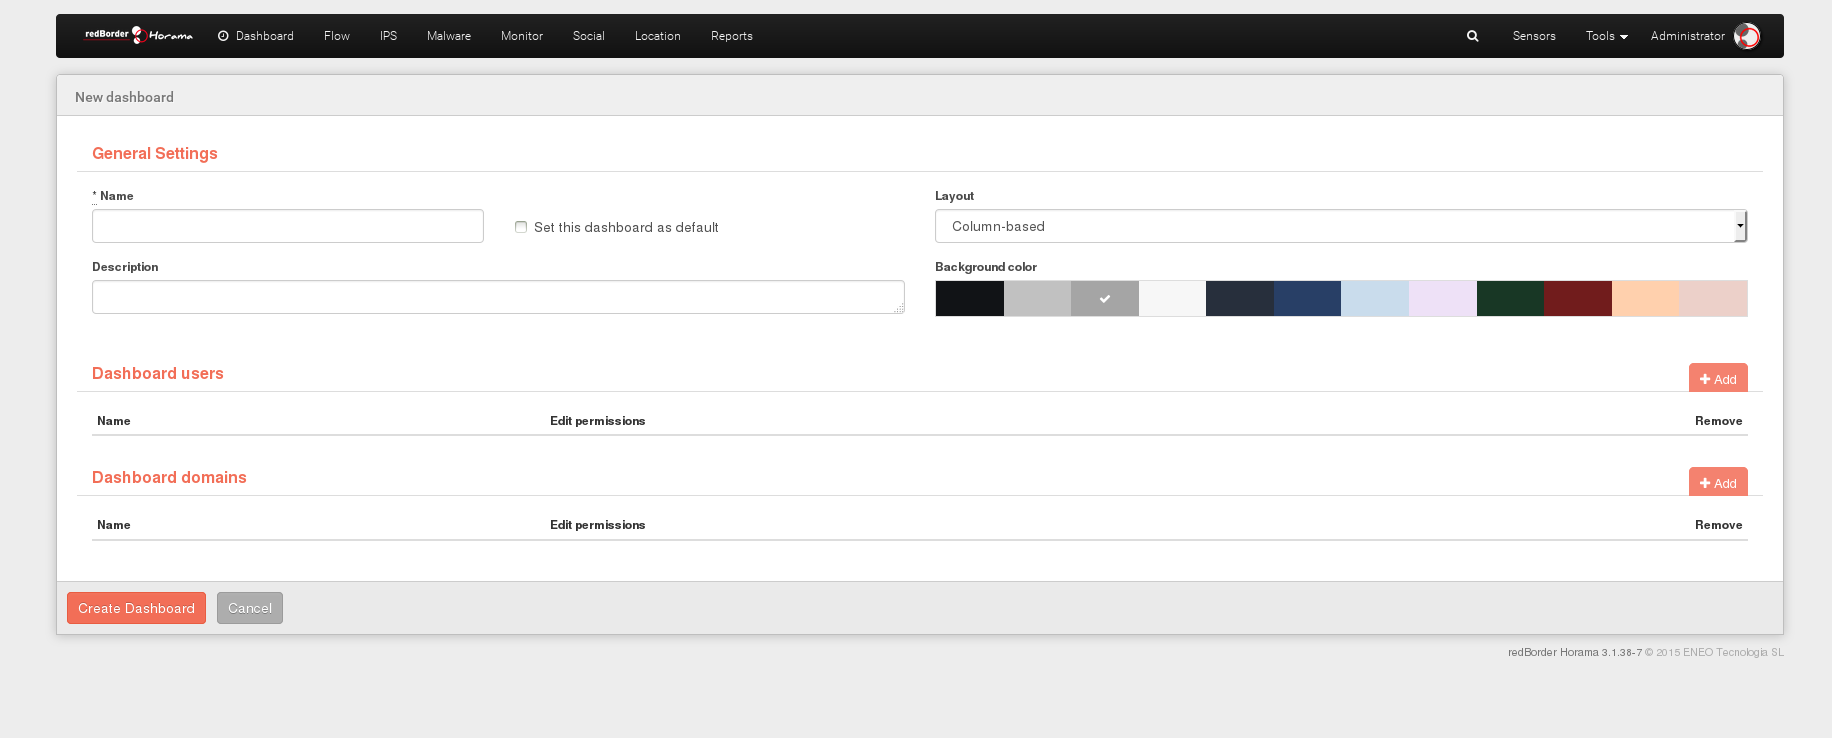 redBorder Horama Dashboard Flow IPS Malware Monitor Social Location Reports Sensors Tools Administrator
New dashboard
General Settings
* Name
Set this dashboard as default
Layout
Column-based
Description
Background color
Dashboard users
Add
Name Edit permissions Remove
Dashboard domains
Add
Name Edit permissions Remove
Create Dashboard Cancel
redBorder Horama 3.1.38-7 © 2015 ENEO Tecnologia SL